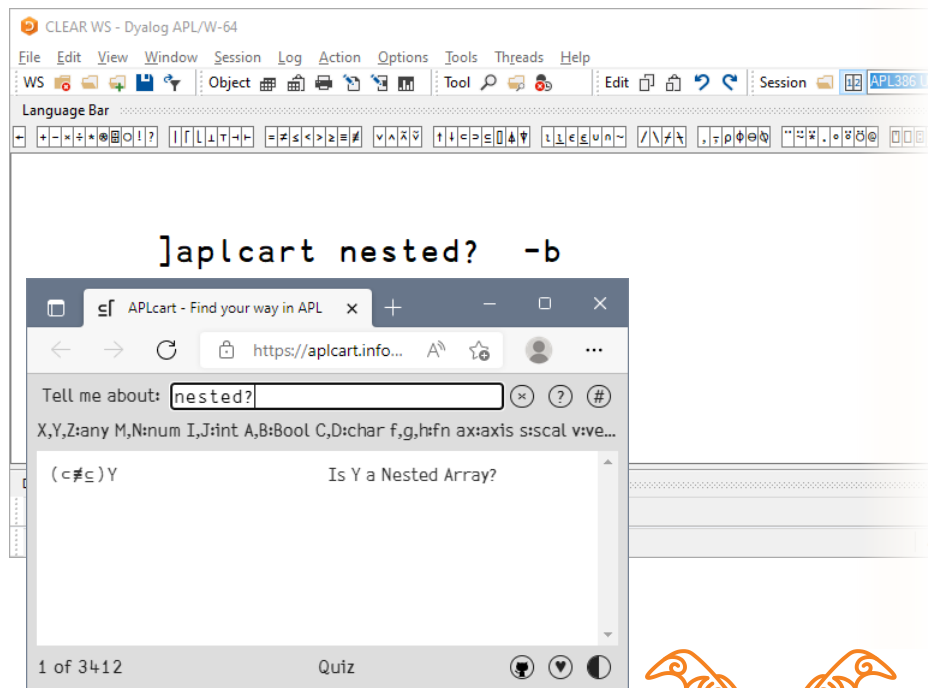 CLEAR WS - Dyalog APL/W-64
File Edit View Window Session Log Action Options Tools Threads Help
WS Object Tool Edit Session APL386
Language Bar
← +-×÷*⍟⌹○!? |⌈⌊⊥⊤⊣⊢ =≠≤<>≥≡≢ ∨∧⍲⍱ ↑↓⊂⊃⊆⌷⍋⍒ ⍳⍸∊⍷∪∩~ /\⌿⍀ ,⍪⍴⌽⊖⍉ ¨⍨⍣.∘⍤⍥@
]aplcart nested? -b
⊆⌈ APLcart - Find your way in APL
https://aplcart.info...
Tell me about: nested?
X,Y,Z:any M,N:num I,J:int A,B:Bool C,D:char f,g,h:fn ax:axis s:scal v:ve...
(⊂≢⊆)Y Is Y a Nested Array?
1 of 3412 Quiz